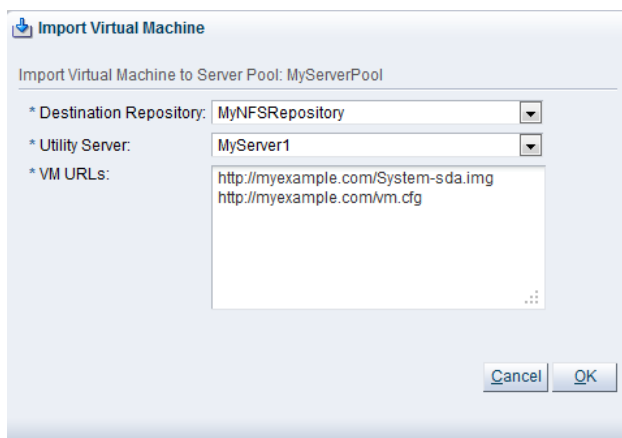 Import Virtual Machine
Import Virtual Machine to Server Pool: MyServerPool
* Destination Repository: MyNFSRepository
* Utility Server: MyServer1
* VM URLs: http://myexample.com/System-sda.img
http://myexample.com/vm.cfg
Cancel OK